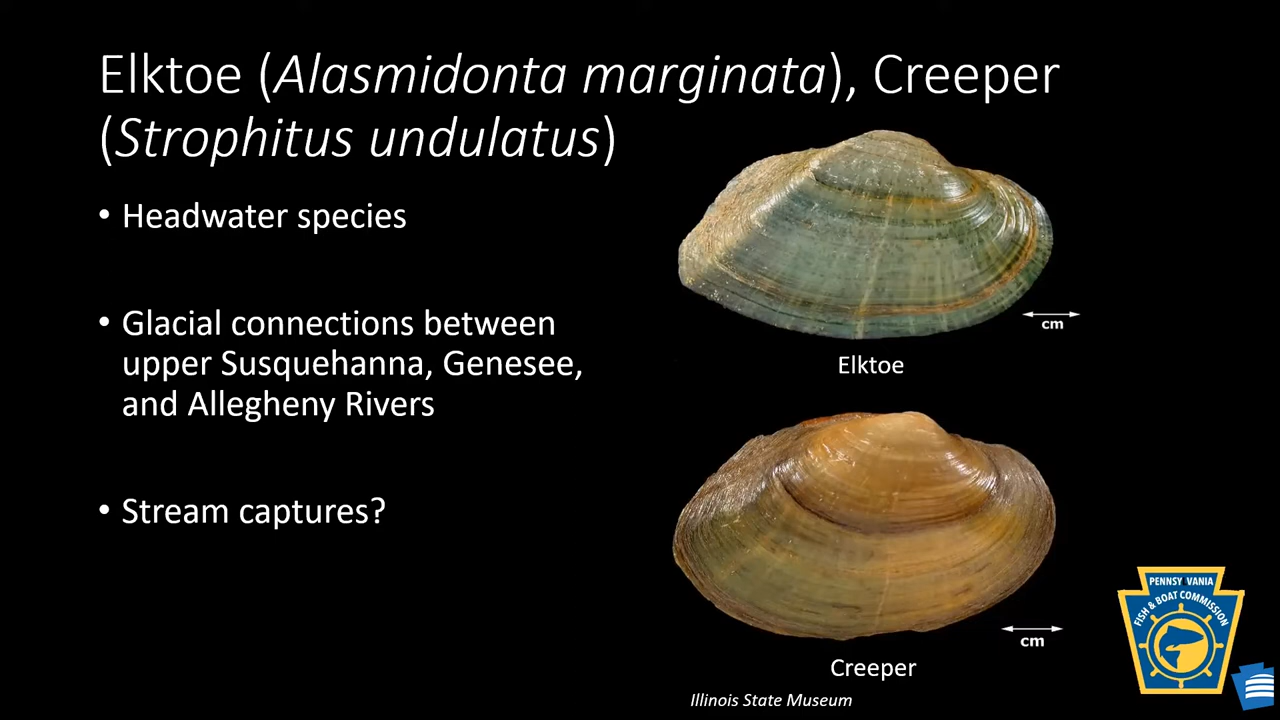 Elktoe (Alasmidonta marginata), Creeper
(Strophitus undulatus)
• Headwater species
• Glacial connections between
upper Susquehanna, Genesee,
and Allegheny Rivers
• Stream captures?
cm
Elktoe
cm
Creeper
Illinois State Museum
PENNSYLVANIA
FISH & BOAT COMMISSION